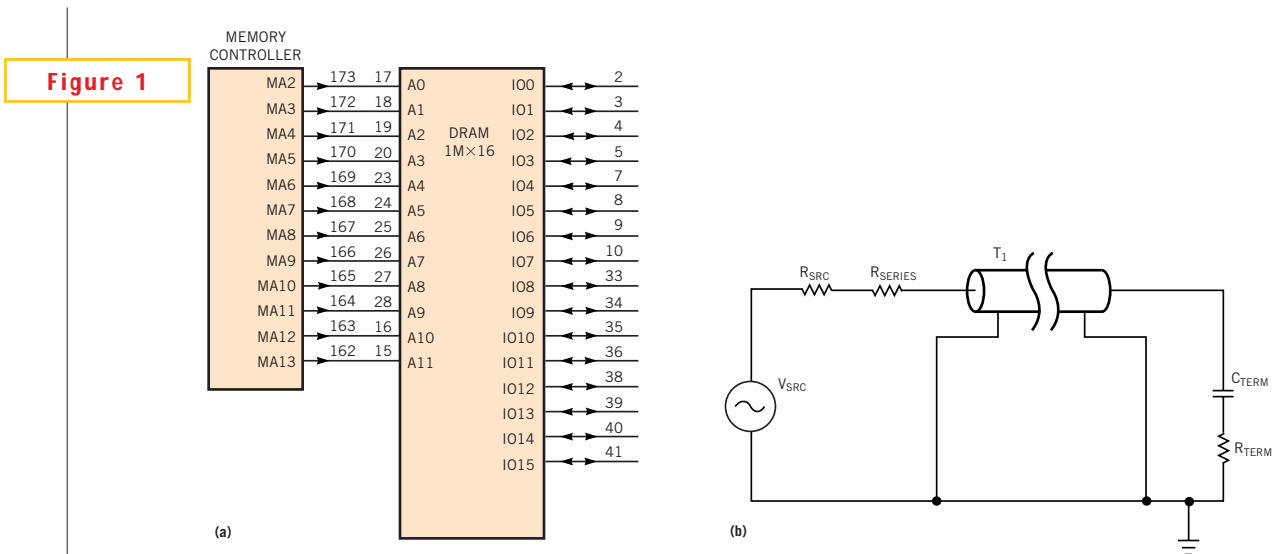 Figure 1
MEMORY
CONTROLLER
MA2 173 17 A0 IO0 2
MA3 172 18 A1 IO1 3
MA4 171 19 A2 DRAM IO2 4
1M×16
MA5 170 20 A3 IO3 5
MA6 169 23 A4 IO4 7
MA7 168 24 A5 IO5 8
MA8 167 25 A6 IO6 9
MA9 166 26 A7 IO7 10
MA10 165 27 A8 IO8 33
MA11 164 28 A9 IO9 34
MA12 163 16 A10 IO10 35
MA13 162 15 A11 IO11 36
IO12 38
IO13 39
IO14 40
IO15 41
(a)
T1
RSRC RSERIES
VSRC
CTERM
RTERM
(b)